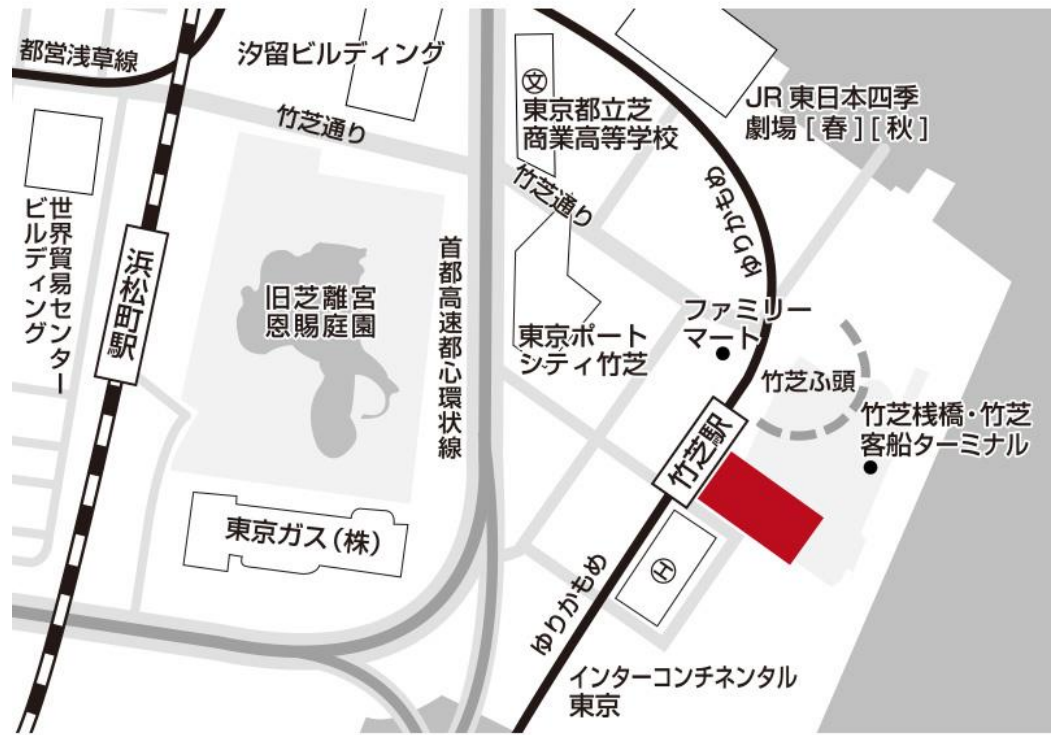 都営浅草線
汐留ビルディング
竹芝通り
文
東京都立芝
商業高等学校
JR東日本四季
劇場[春][秋]
ゆりかもめ
竹芝通り
世界貿易センター
ビルディング
浜松町駅
旧芝離宮
恩賜庭園
首都高速都心環状線
東京ポート
シティ竹芝
ファミリー
マート
竹芝ふ頭
竹芝桟橋・竹芝
客船ターミナル
竹芝駅
東京ガス(株)
H
ゆりかもめ
インターコンチネンタル
東京